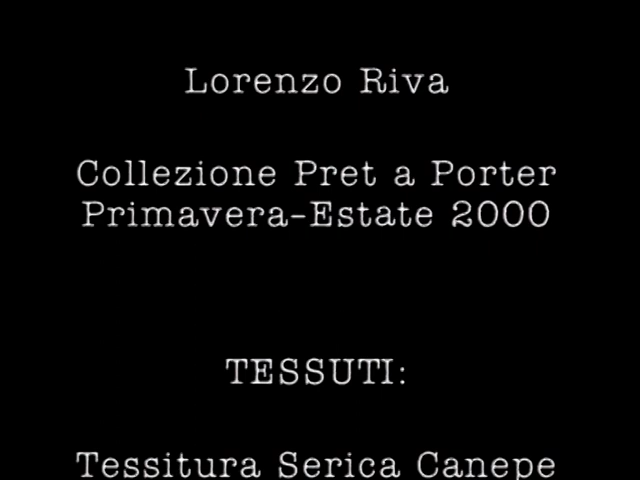 Lorenzo Riva
Collezione Pret a Porter
Primavera-Estate 2000
TESSUTI:
Tessitura Serica Canepe